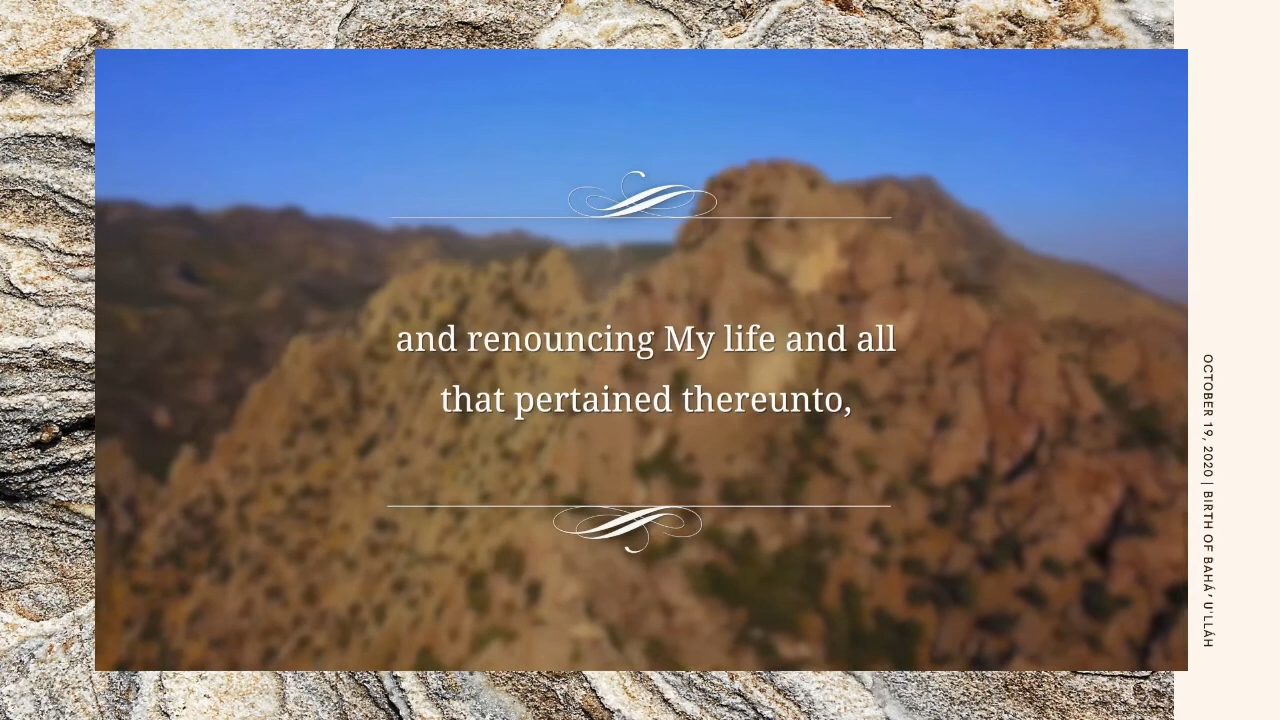 and renouncing My life and all
that pertained thereunto,
OCTOBER 19, 2020 | BIRTH OF BAHÁ’U'LLÁH